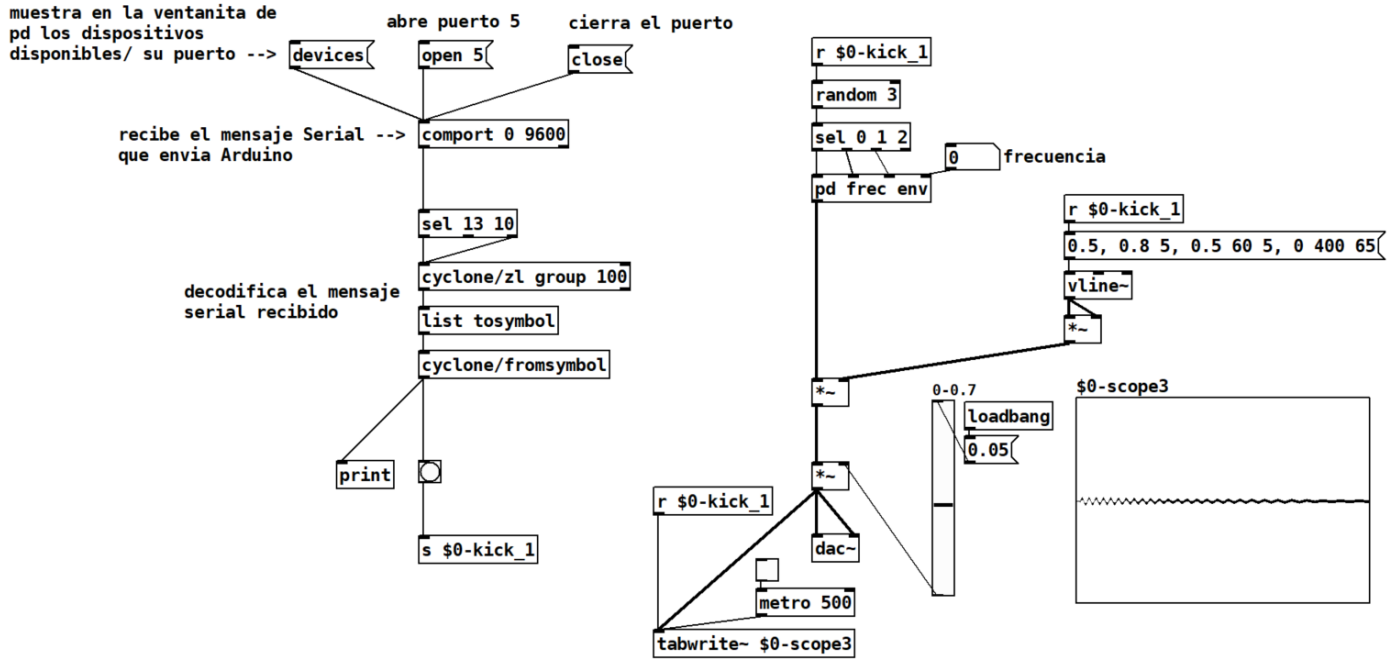 muestra en la ventanita de
pd los dispositivos
disponibles/ su puerto -->
devices
abre puerto 5
open 5
cierra el puerto
close
recibe el mensaje Serial -->
que envia Arduino
comport 0 9600
sel 13 10
cyclone/zl group 100
decodifica el mensaje
serial recibido
list tosymbol
cyclone/fromsymbol
print
s $0-kick_1
r $0-kick_1
random 3
sel 0 1 2
0
frecuencia
pd frec env
r $0-kick_1
0.5, 0.8 5, 0.5 60 5, 0 400 65
vline~
*~
*~
0-0.7
loadbang
0.05
*~
r $0-kick_1
dac~
metro 500
tabwrite~ $0-scope3
$0-scope3